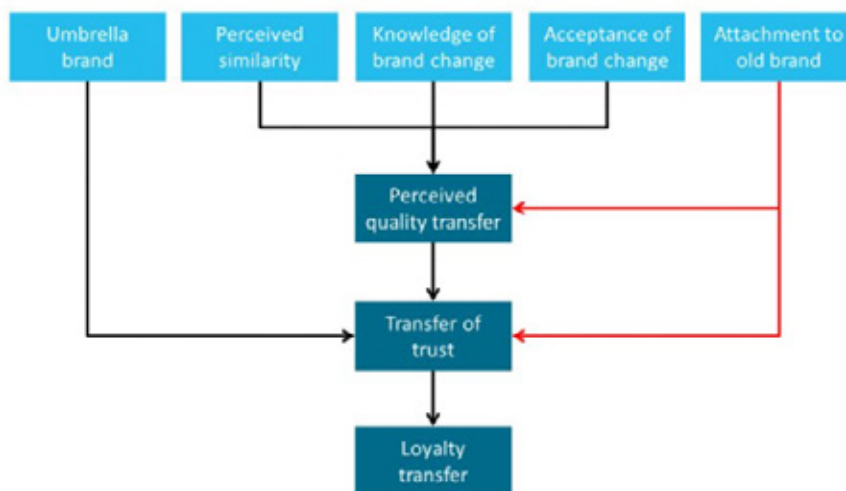 Umbrella
brand
Perceived
similarity
Knowledge of
brand change
Acceptance of
brand change
Attachment to
old brand
Perceived
quality transfer
Transfer of
trust
Loyalty
transfer